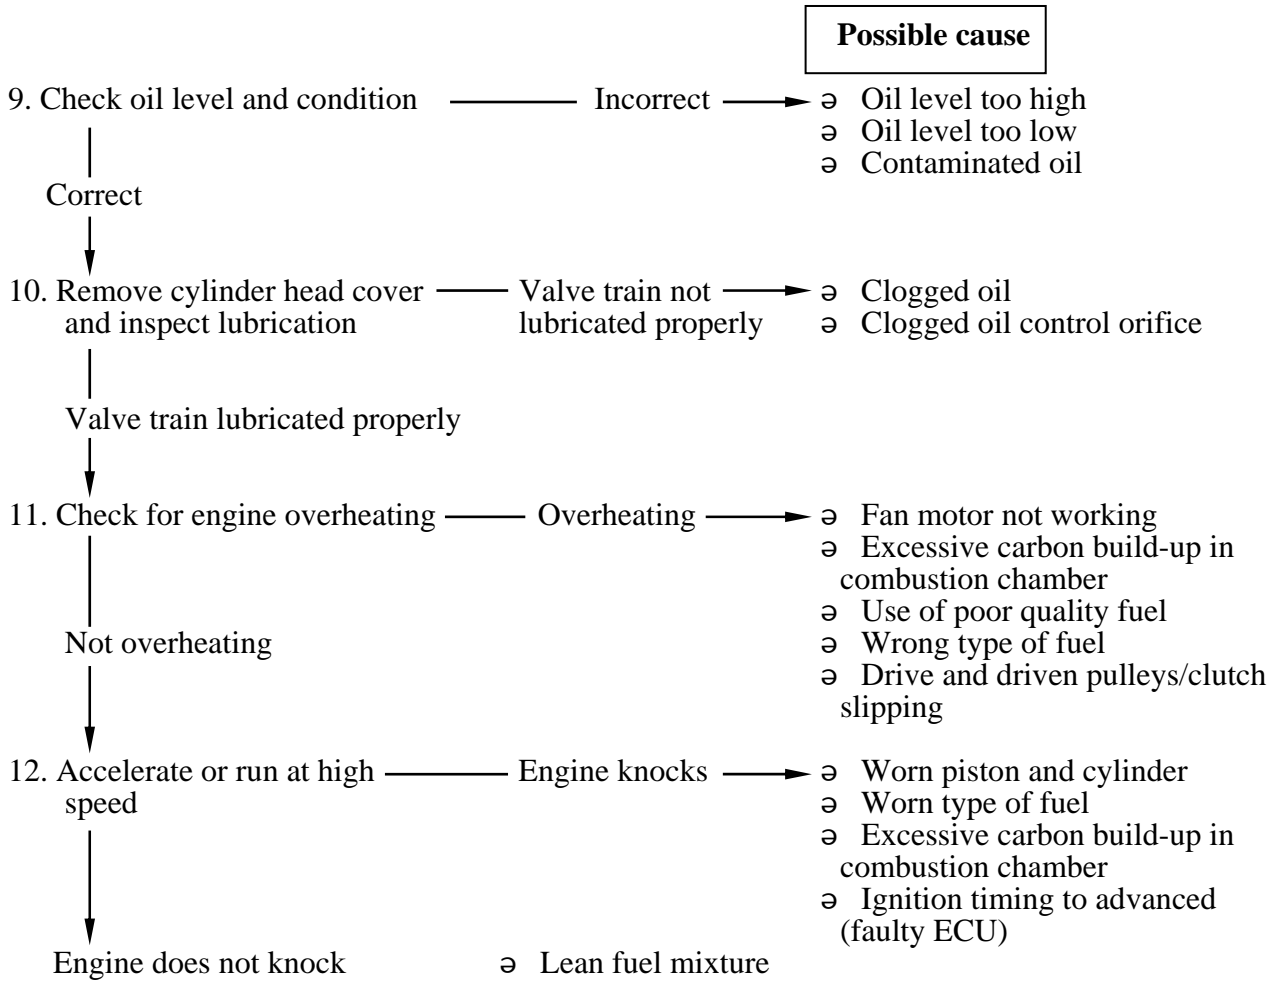 Possible cause
9. Check oil level and condition Incorrect ə Oil level too high
ə Oil level too low
ə Contaminated oil
Correct
10. Remove cylinder head cover Valve train not ə Clogged oil
and inspect lubrication lubricated properly ə Clogged oil control orifice
Valve train lubricated properly
11. Check for engine overheating Overheating ə Fan motor not working
ə Excessive carbon build-up in
combustion chamber
ə Use of poor quality fuel
Not overheating ə Wrong type of fuel
ə Drive and driven pulleys/clutch
slipping
12. Accelerate or run at high Engine knocks ə Worn piston and cylinder
speed ə Worn type of fuel
ə Excessive carbon build-up in
combustion chamber
ə Ignition timing to advanced
(faulty ECU)
Engine does not knock ə Lean fuel mixture